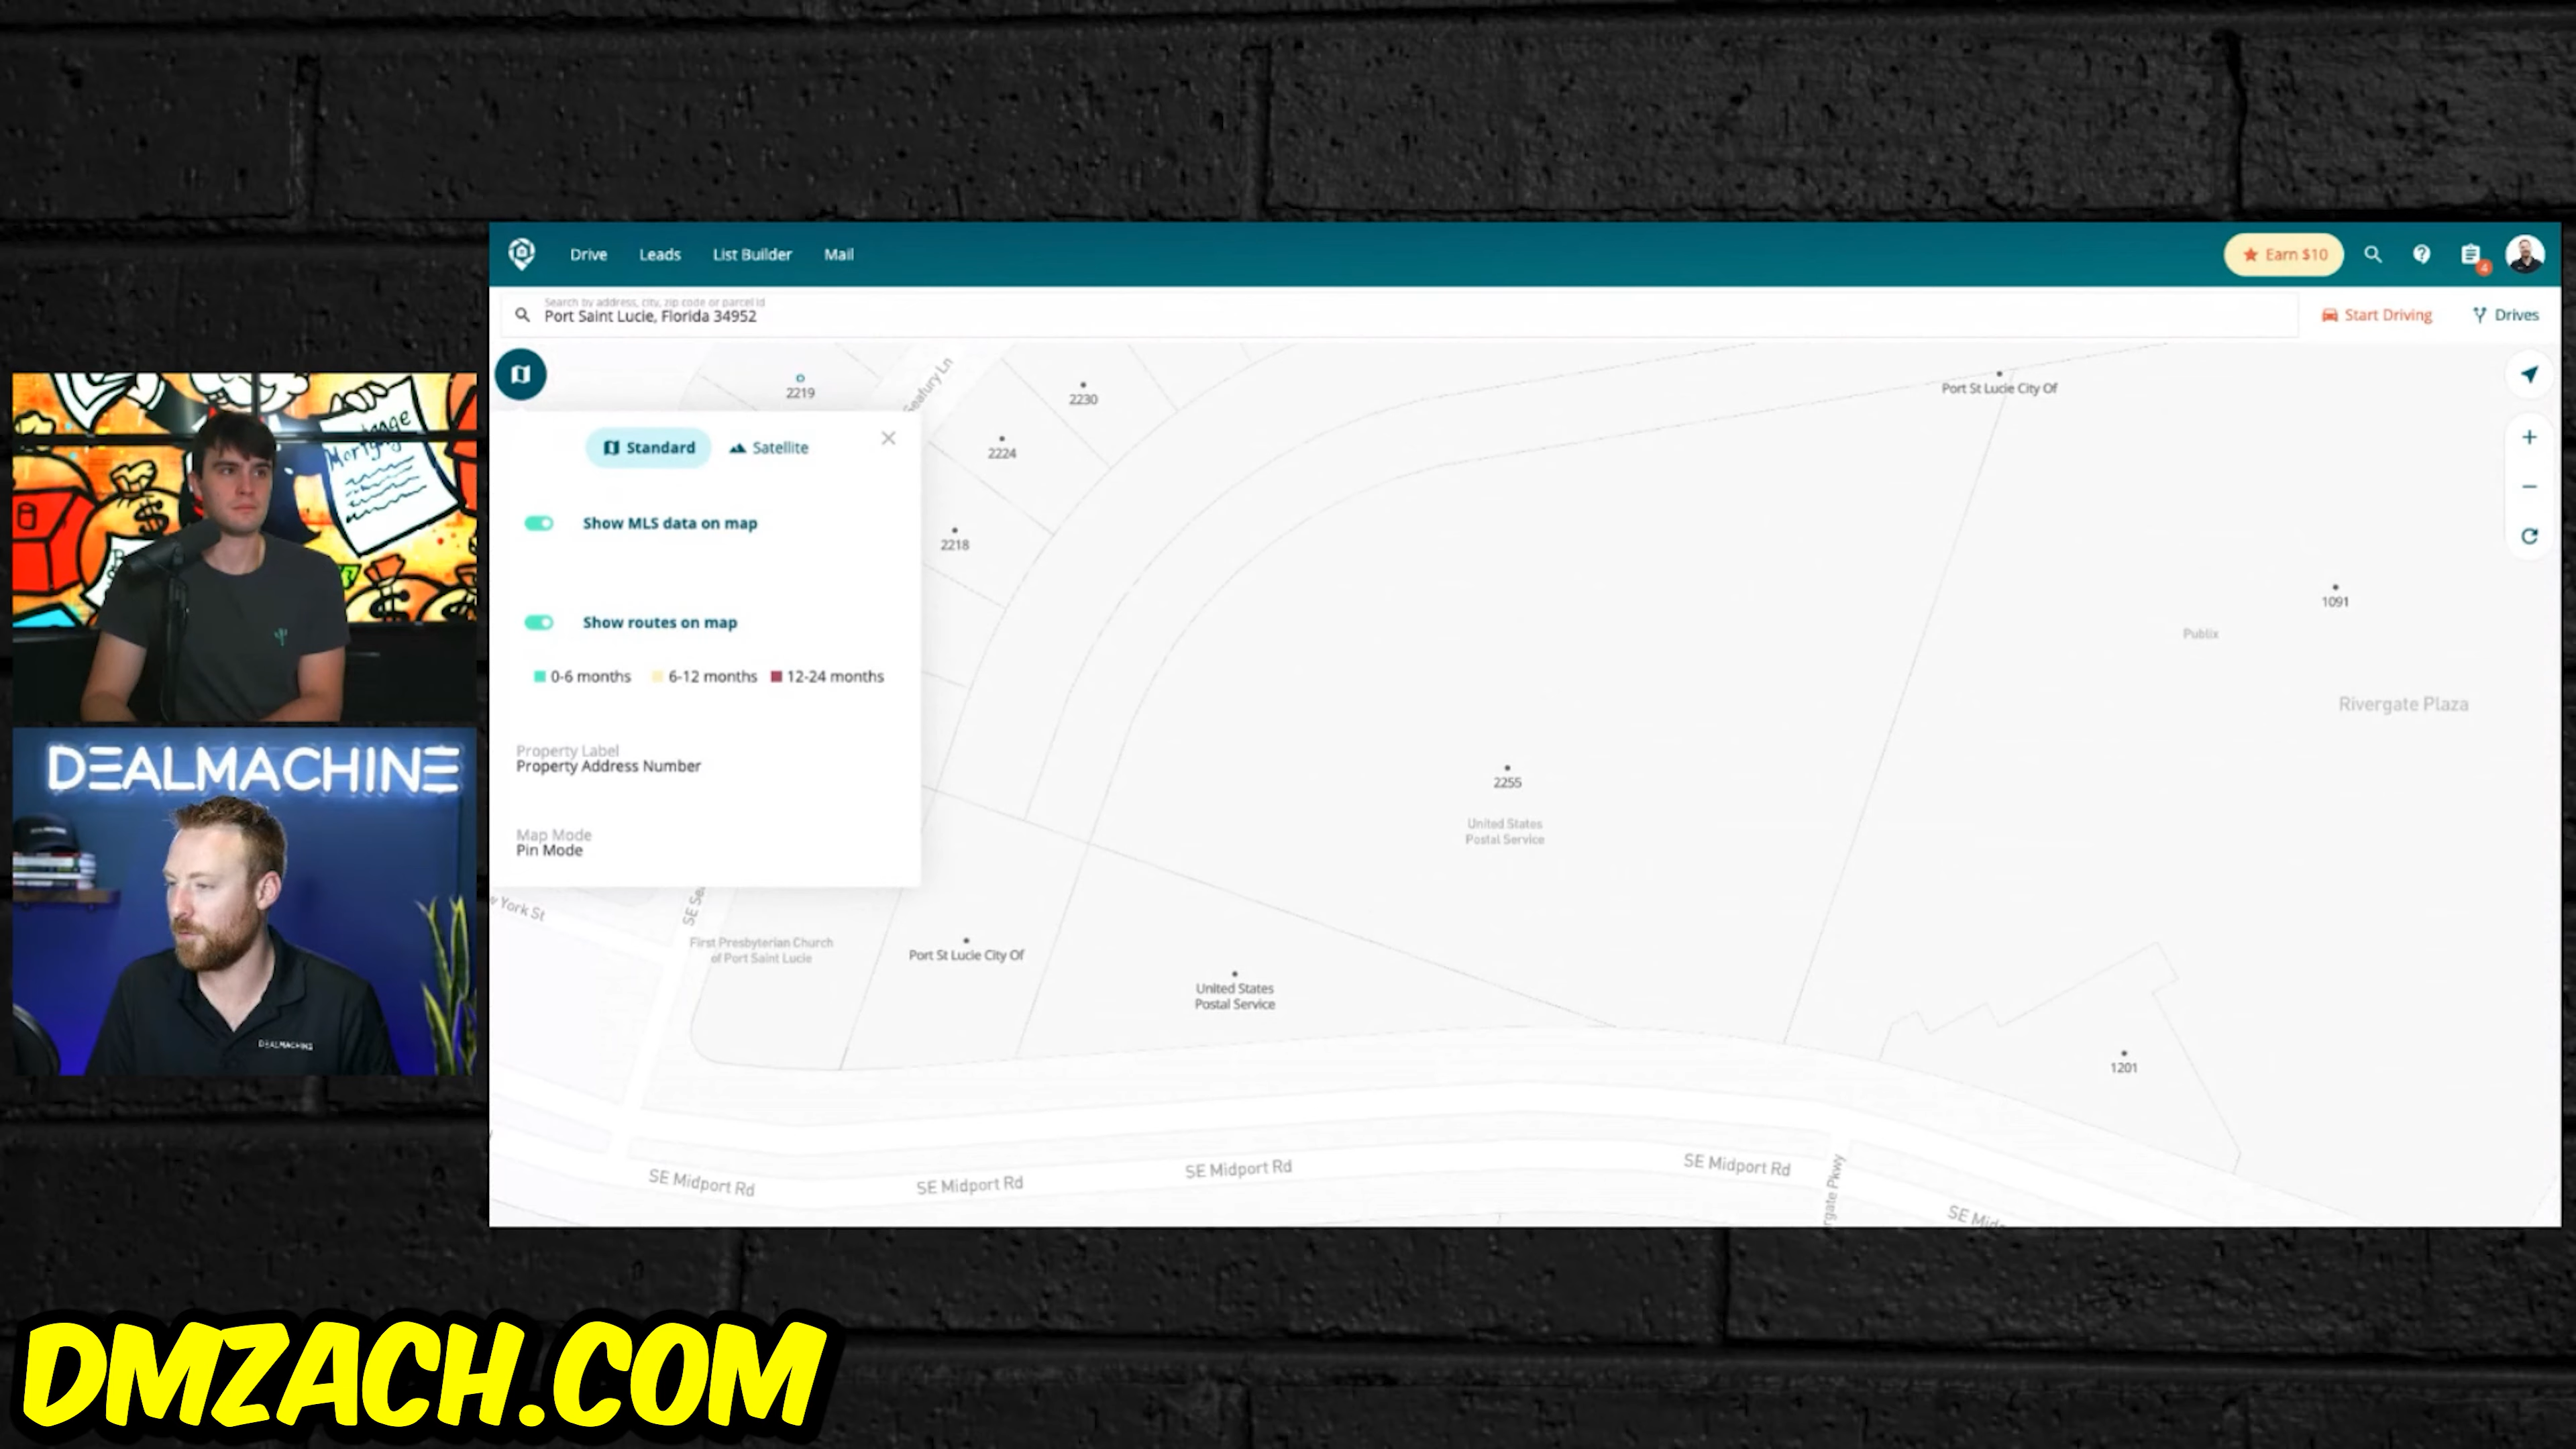 Drive
Leads
List Builder
Mail
Earn $10
4
Search by address, city, zip code or parcel id
Port Saint Lucie, Florida 34952
Start Driving
Drives
2219
2230
2224
2218
Port St Lucie City Of
Standard
Satellite
Show MLS data on map
Show routes on map
0-6 months
6-12 months
12-24 months
Property Label
Property Address Number
Map Mode
Pin Mode
1091
Publix
Rivergate Plaza
2255
United States
Postal Service
York St
First Presbyterian Church
of Port Saint Lucie
Port St Lucie City Of
United States
Postal Service
1201
SE Midport Rd
SE Midport Rd
SE Midport Rd
SE Midport Rd
Mortgage
DEALMACHINE
DEALMACHINE
DMZACH.COM